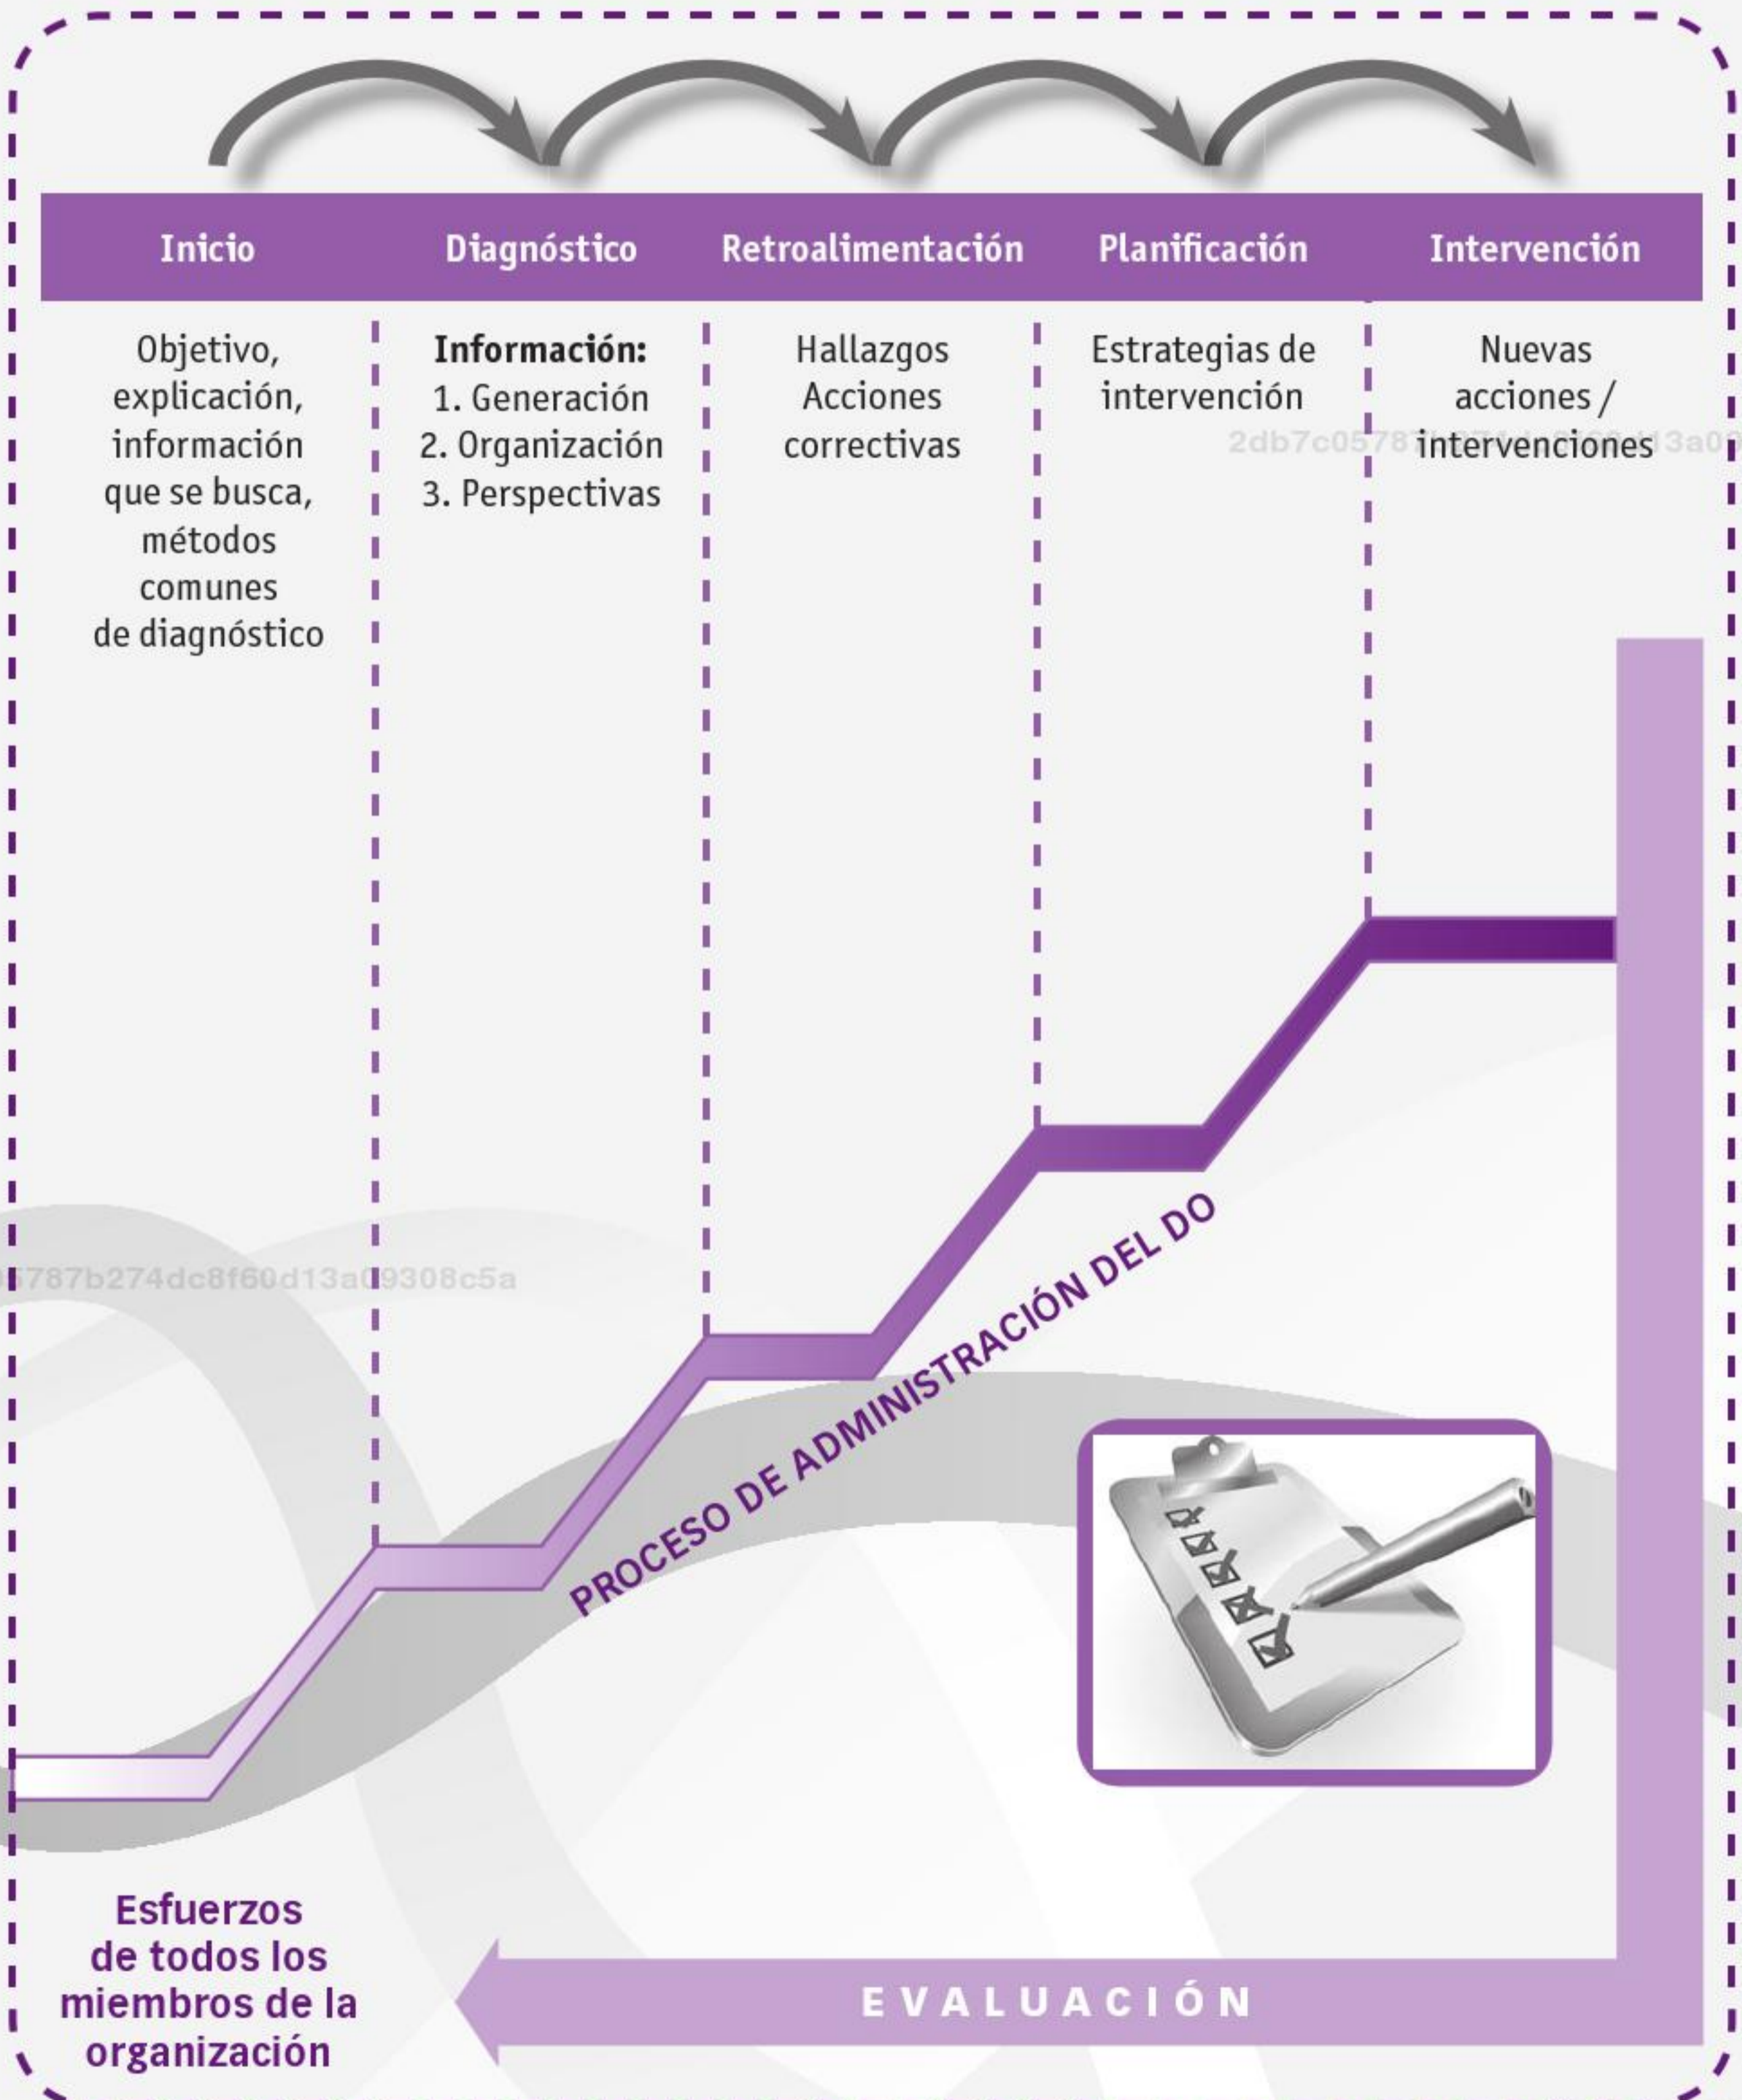 Inicio
Diagnóstico
Retroalimentación
Planificación
Intervención
Objetivo,
explicación,
información
que se busca,
métodos
comunes
de diagnóstico
Información:
1. Generación
2. Organización
3. Perspectivas
Hallazgos
Acciones
correctivas
Estrategias de
intervención
Nuevas
acciones /
intervenciones
5787b274dc8f60d13a09308c5a
PROCESO DE ADMINISTRACIÓN DEL DO
Esfuerzos
de todos los
miembros de la
organización
EVALUACIÓN